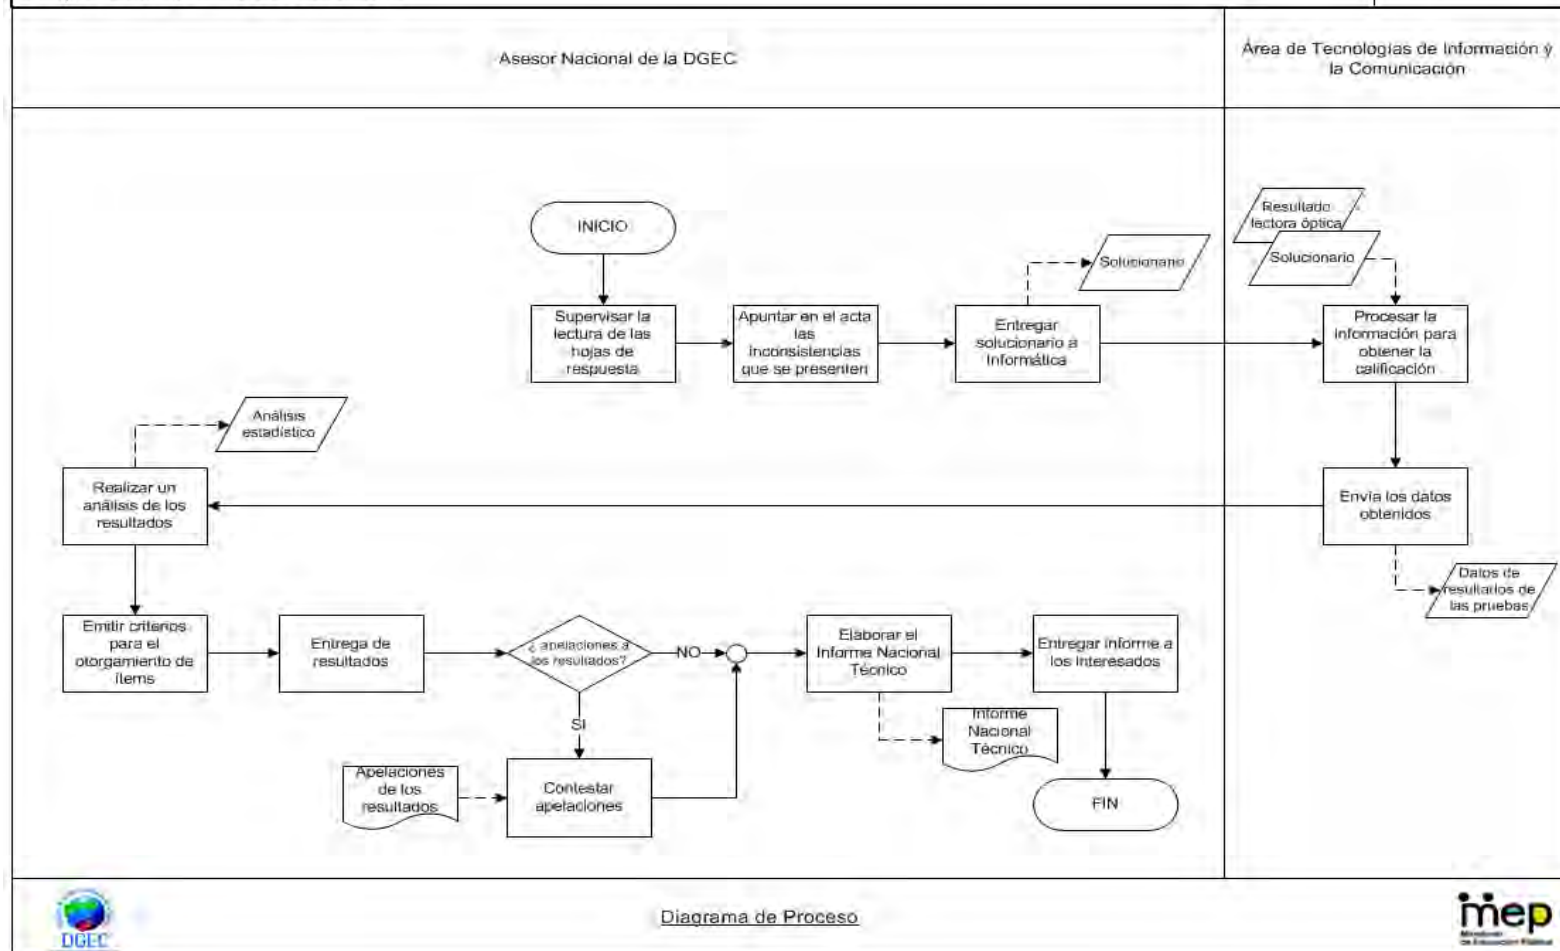 Asesor Nacional de la DGEC
Área de Tecnologías de Información y
la Comunicación
INICIO
Supervisar la
lectura de las
hojas de
respuesta
Apuntar en el acta
las
inconsistencias
que se presenten
Entregar
solucionario a
Informática
Solucionario
Resultado
lectora óptica
Solucionario
Procesar la
información para
obtener la
calificación
Envía los datos
obtenidos
Datos de
resultados de
las pruebas
Análisis
estadístico
Realizar un
análisis de los
resultados
Emitir criterios
para el
otorgamiento de
ítems
Entrega de
resultados
¿ apelaciones a
los resultados?
NO
SI
Apelaciones
de los
resultados
Contestar
apelaciones
Elaborar el
Informe Nacional
Técnico
Informe
Nacional
Técnico
Entregar informe a
los interesados
FIN
DGEC
Diagrama de Proceso
mep
Ministerio
de Educación Pública